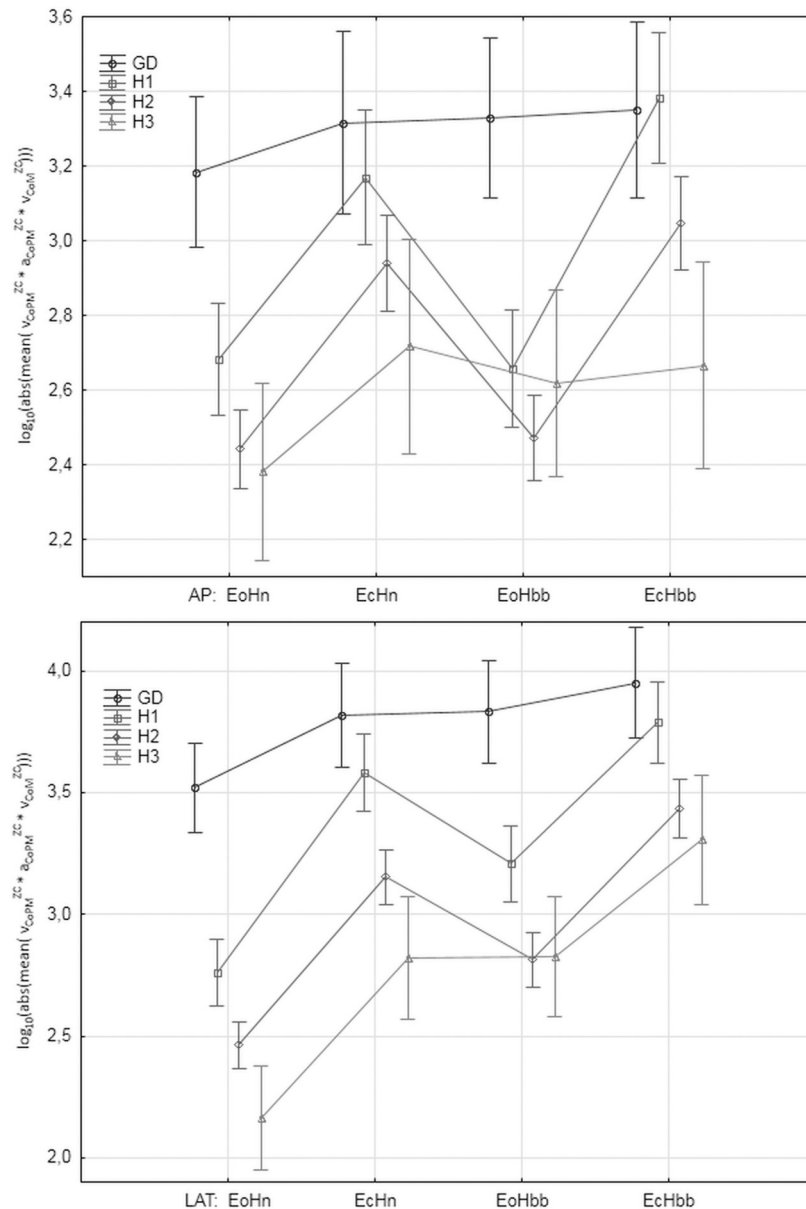 3,6
3,4
3,2
3,0
2,8
2,6
2,4
2,2
log10(abs(mean( vCoPM^ZC * aCoPM^ZC * vCoM^ZC)))
GD
H1
H2
H3
AP: EoHn EcHn EoHbb EcHbb
4,0
3,5
3,0
2,5
2,0
log10(abs(mean( vCoPM^ZC * aCoPM^ZC * vCoM^ZC)))
GD
H1
H2
H3
LAT: EoHn EcHn EoHbb EcHbb